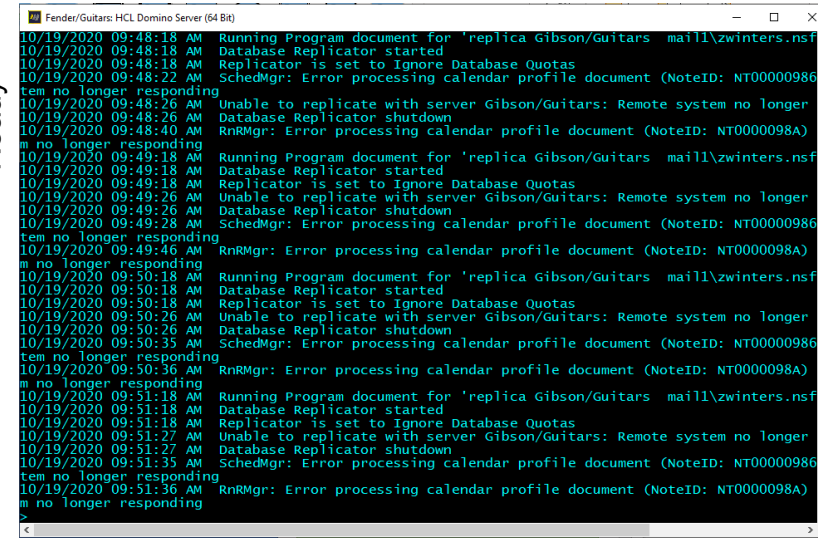 Fender/Guitars: HCL Domino Server (64 Bit)
10/19/2020 09:48:18 AM  Running Program document for 'replica Gibson/Guitars  mail1\zwinters.nsf
10/19/2020 09:48:18 AM  Database Replicator started
10/19/2020 09:48:18 AM  Replicator is set to Ignore Database Quotas
10/19/2020 09:48:22 AM  SchedMgr: Error processing calendar profile document (NoteID: NT00000986
tem no longer responding
10/19/2020 09:48:26 AM  Unable to replicate with server Gibson/Guitars: Remote system no longer
10/19/2020 09:48:26 AM  Database Replicator shutdown
10/19/2020 09:48:40 AM  RnRMgr: Error processing calendar profile document (NoteID: NT0000098A)
m no longer responding
10/19/2020 09:49:18 AM  Running Program document for 'replica Gibson/Guitars  mail1\zwinters.nsf
10/19/2020 09:49:18 AM  Database Replicator started
10/19/2020 09:49:18 AM  Replicator is set to Ignore Database Quotas
10/19/2020 09:49:26 AM  Unable to replicate with server Gibson/Guitars: Remote system no longer
10/19/2020 09:49:26 AM  Database Replicator shutdown
10/19/2020 09:49:28 AM  SchedMgr: Error processing calendar profile document (NoteID: NT00000986
tem no longer responding
10/19/2020 09:49:46 AM  RnRMgr: Error processing calendar profile document (NoteID: NT0000098A)
m no longer responding
10/19/2020 09:50:18 AM  Running Program document for 'replica Gibson/Guitars  mail1\zwinters.nsf
10/19/2020 09:50:18 AM  Database Replicator started
10/19/2020 09:50:18 AM  Replicator is set to Ignore Database Quotas
10/19/2020 09:50:26 AM  Unable to replicate with server Gibson/Guitars: Remote system no longer
10/19/2020 09:50:26 AM  Database Replicator shutdown
10/19/2020 09:50:35 AM  SchedMgr: Error processing calendar profile document (NoteID: NT00000986
tem no longer responding
10/19/2020 09:50:36 AM  RnRMgr: Error processing calendar profile document (NoteID: NT0000098A)
m no longer responding
10/19/2020 09:51:18 AM  Running Program document for 'replica Gibson/Guitars  mail1\zwinters.nsf
10/19/2020 09:51:18 AM  Database Replicator started
10/19/2020 09:51:18 AM  Replicator is set to Ignore Database Quotas
10/19/2020 09:51:27 AM  Unable to replicate with server Gibson/Guitars: Remote system no longer
10/19/2020 09:51:27 AM  Database Replicator shutdown
10/19/2020 09:51:35 AM  SchedMgr: Error processing calendar profile document (NoteID: NT00000986
tem no longer responding
10/19/2020 09:51:36 AM  RnRMgr: Error processing calendar profile document (NoteID: NT0000098A)
m no longer responding
>